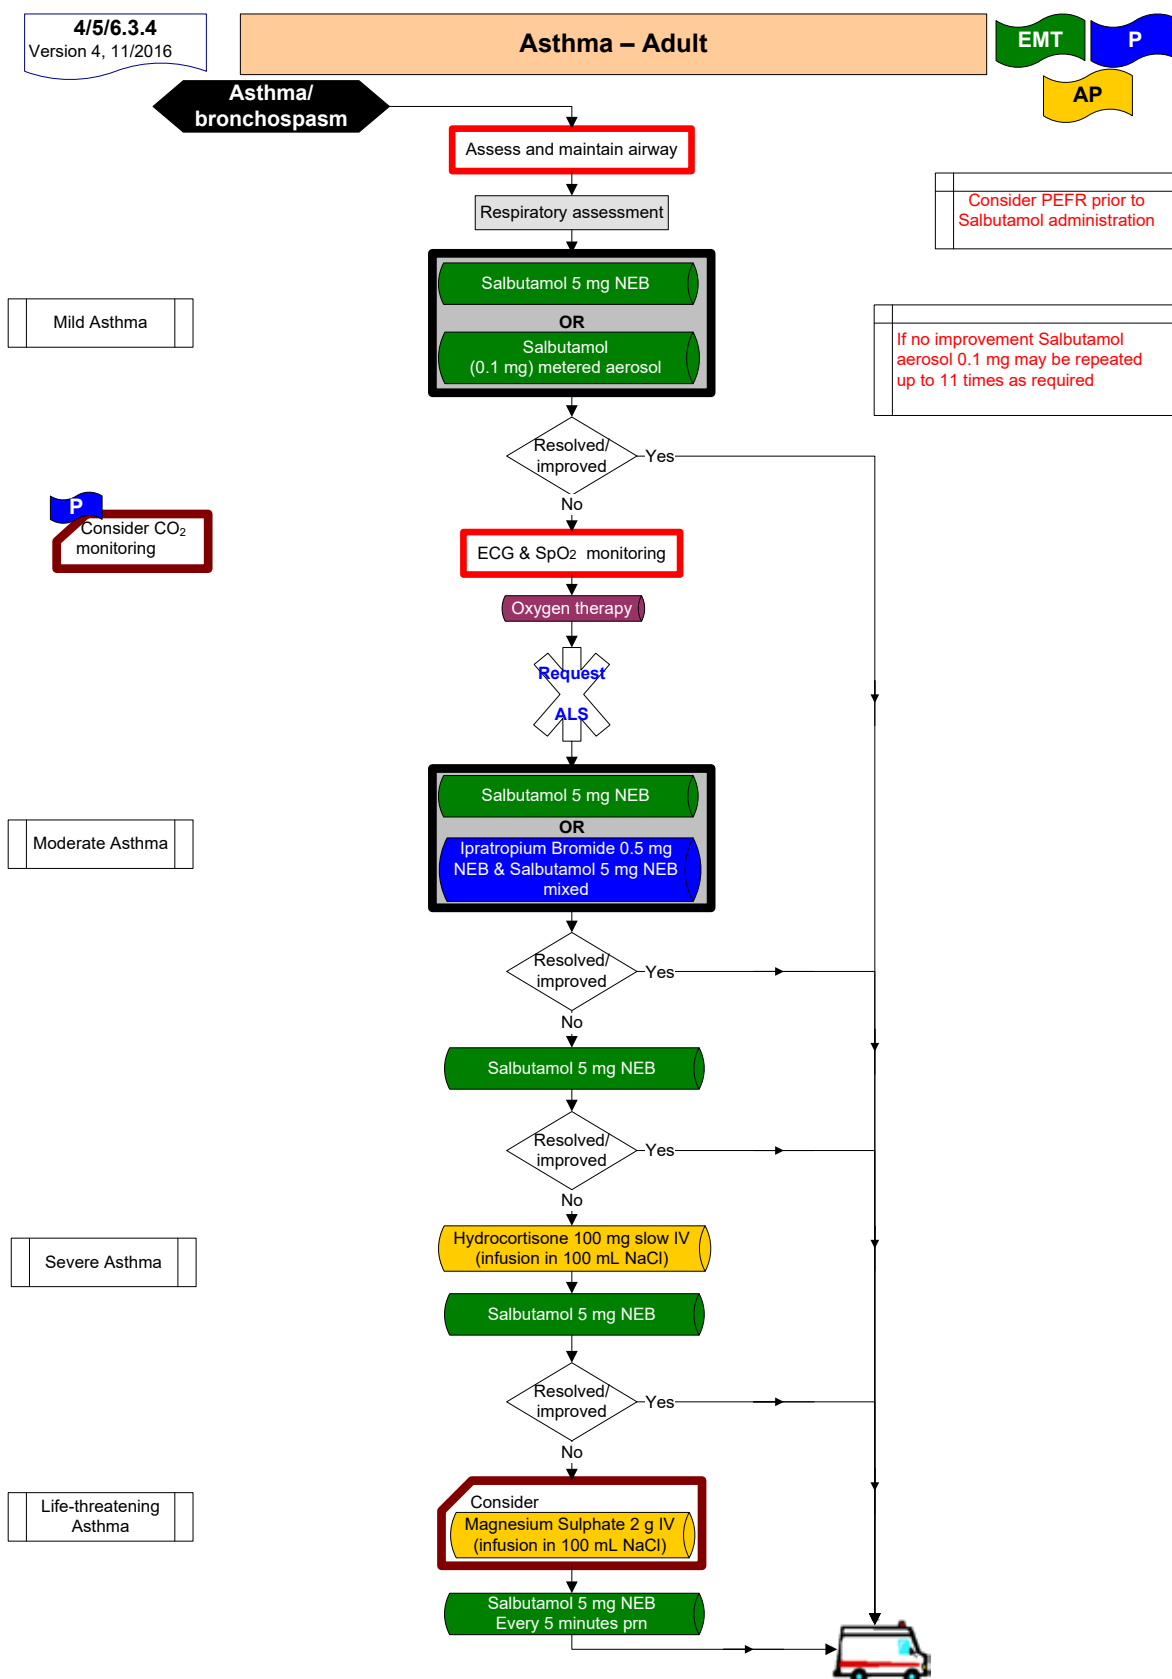 4/5/6.3.4
Version 4, 11/2016
Asthma – Adult
EMT
P
AP
Asthma/
bronchospasm
Assess and maintain airway
Consider PEFR prior to
Salbutamol administration
Respiratory assessment
Salbutamol 5 mg NEB
OR
Salbutamol
(0.1 mg) metered aerosol
Mild Asthma
If no improvement Salbutamol
aerosol 0.1 mg may be repeated
up to 11 times as required
Resolved/
improved
Yes
No
P
Consider CO2
monitoring
ECG & SpO2 monitoring
Oxygen therapy
Request
ALS
Salbutamol 5 mg NEB
OR
Ipratropium Bromide 0.5 mg
NEB & Salbutamol 5 mg NEB
mixed
Moderate Asthma
Resolved/
improved
Yes
No
Salbutamol 5 mg NEB
Resolved/
improved
Yes
No
Hydrocortisone 100 mg slow IV
(infusion in 100 mL NaCl)
Severe Asthma
Salbutamol 5 mg NEB
Resolved/
improved
Yes
No
Life-threatening
Asthma
Consider
Magnesium Sulphate 2 g IV
(infusion in 100 mL NaCl)
Salbutamol 5 mg NEB
Every 5 minutes prn